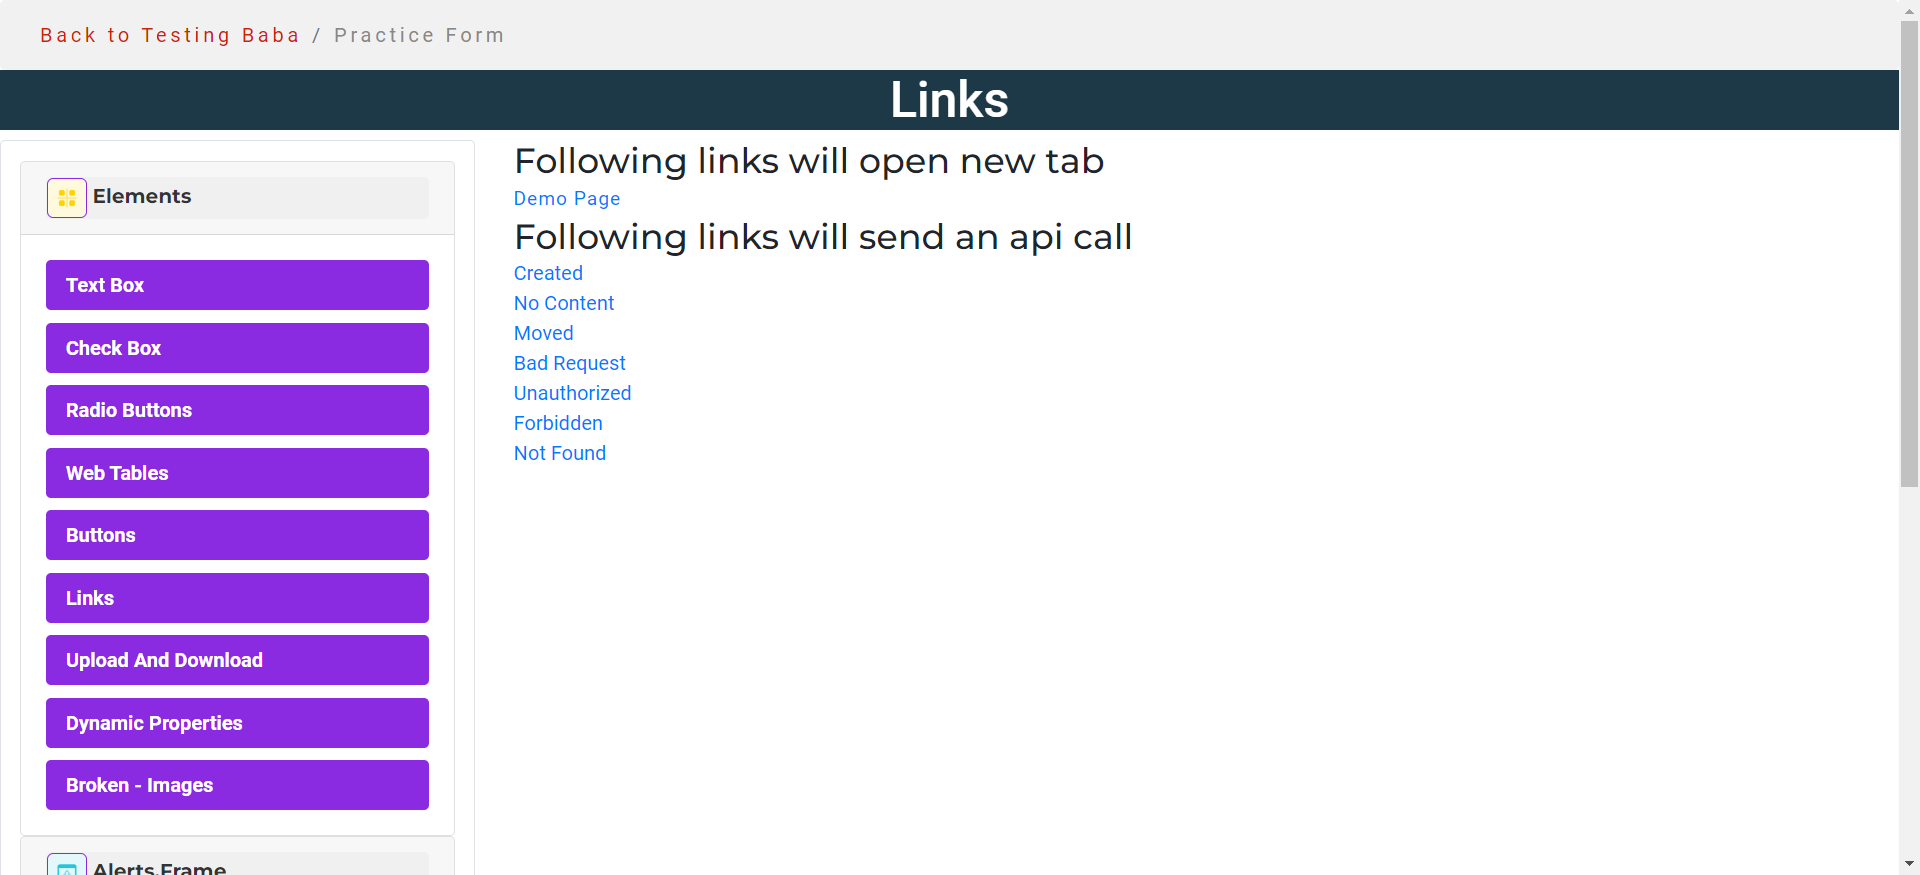 Back to Testing Baba / Practice Form
Links
Elements
Text Box
Check Box
Radio Buttons
Web Tables
Buttons
Links
Upload And Download
Dynamic Properties
Broken - Images
Alerts,Frame
Following links will open new tab
Demo Page
Following links will send an api call
Created
No Content
Moved
Bad Request
Unauthorized
Forbidden
Not Found